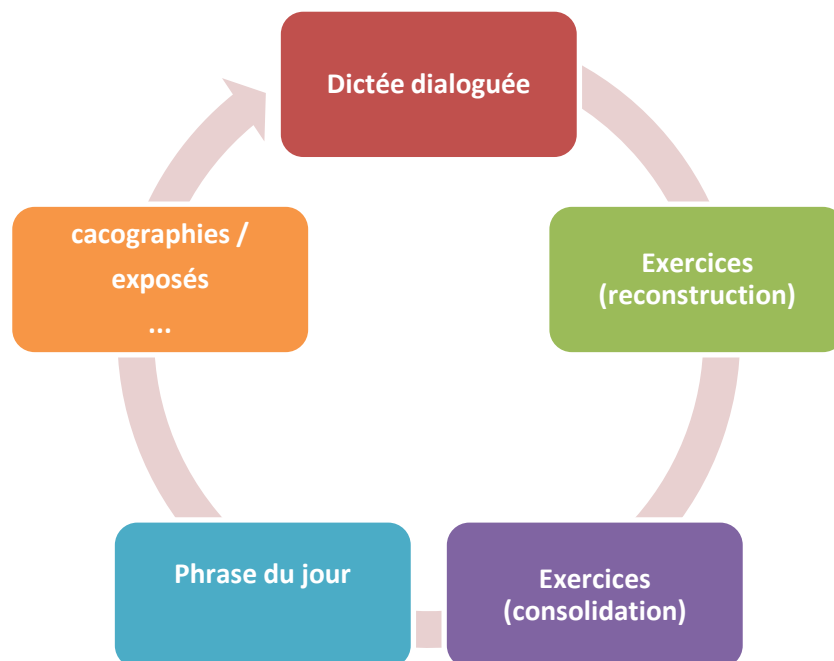 Dictée dialoguée
Exercices
(reconstruction)
Exercices
(consolidation)
Phrase du jour
cacographies /
exposés
...